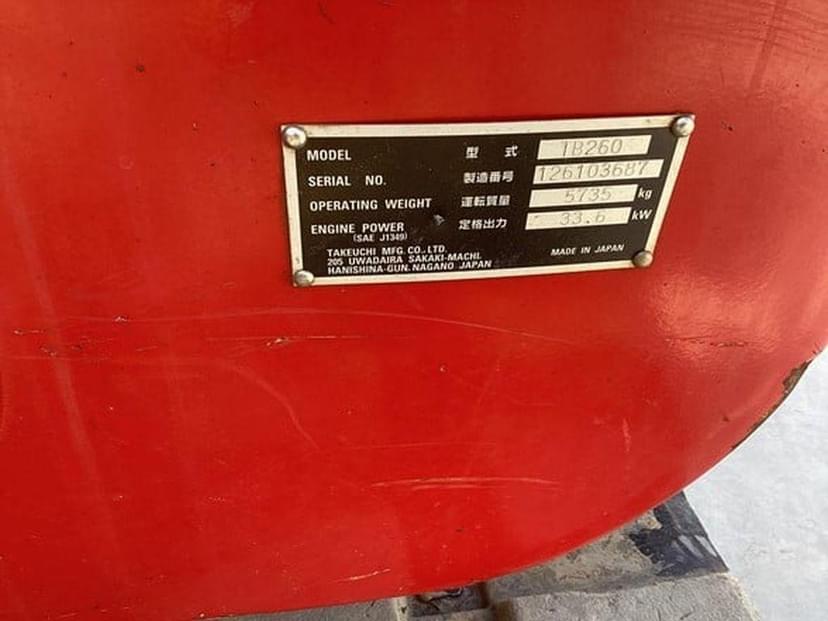 MODEL 型 式 TB260
SERIAL NO. 製造番号 126103687
OPERATING WEIGHT 運転質量 5735 kg
ENGINE POWER 定格出力 33.6 kW
(SAE J1349)
TAKEUCHI MFG. CO., LTD.
205 UWADAIRA SAKAKI-MACHI, MADE IN JAPAN
HANISHINA-GUN, NAGANO JAPAN